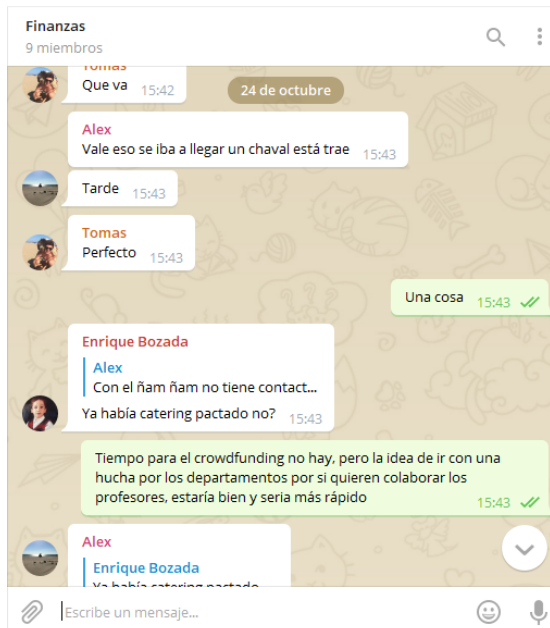 Finanzas
9 miembros
Tomas
Que va 15:42
24 de octubre
Alex
Vale eso se iba a llegar un chaval está trae 15:43
Tarde 15:43
Tomas
Perfecto 15:43
Una cosa 15:43
Enrique Bozada
Alex
Con el ñam ñam no tiene contact...
Ya había catering pactado no? 15:43
Tiempo para el crowdfunding no hay, pero la idea de ir con una
hucha por los departamentos por si quieren colaborar los
profesores, estaría bien y seria más rápido 15:43
Alex
Enrique Bozada
Ya había catering pactado
Escribe un mensaje...